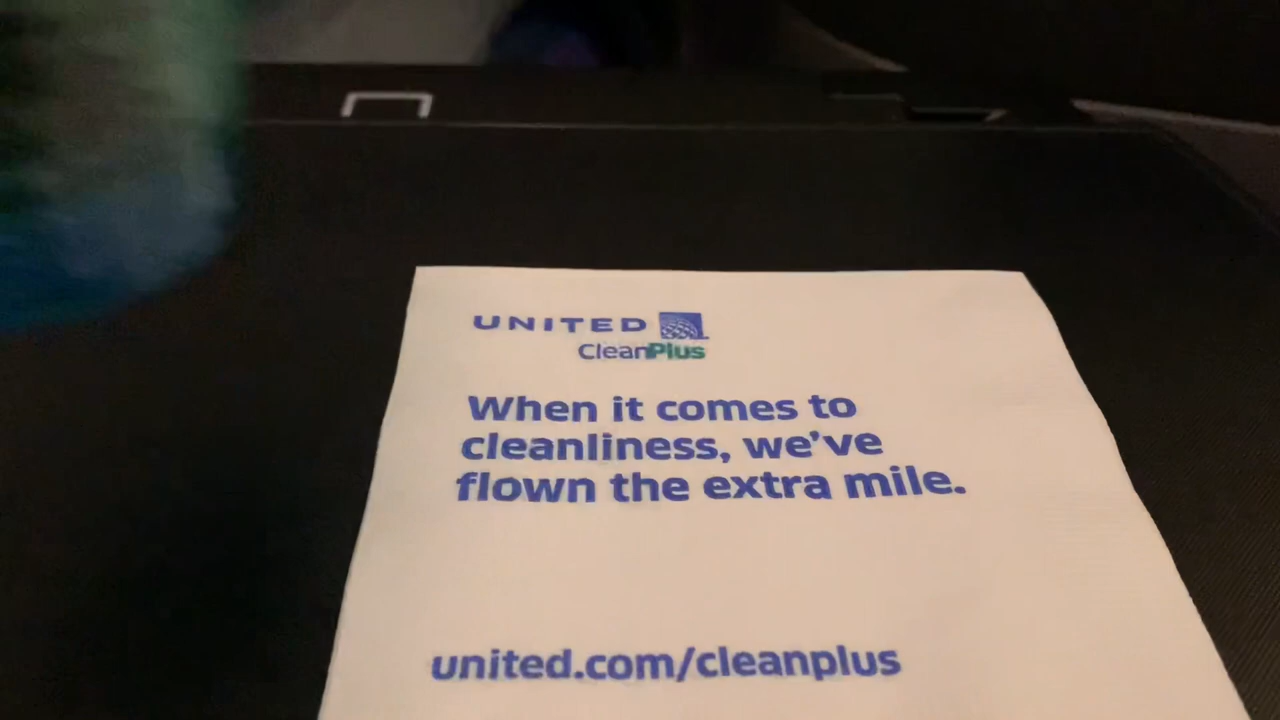 UNITED
CleanPlus
When it comes to
cleanliness, we've
flown the extra mile.
united.com/cleanplus